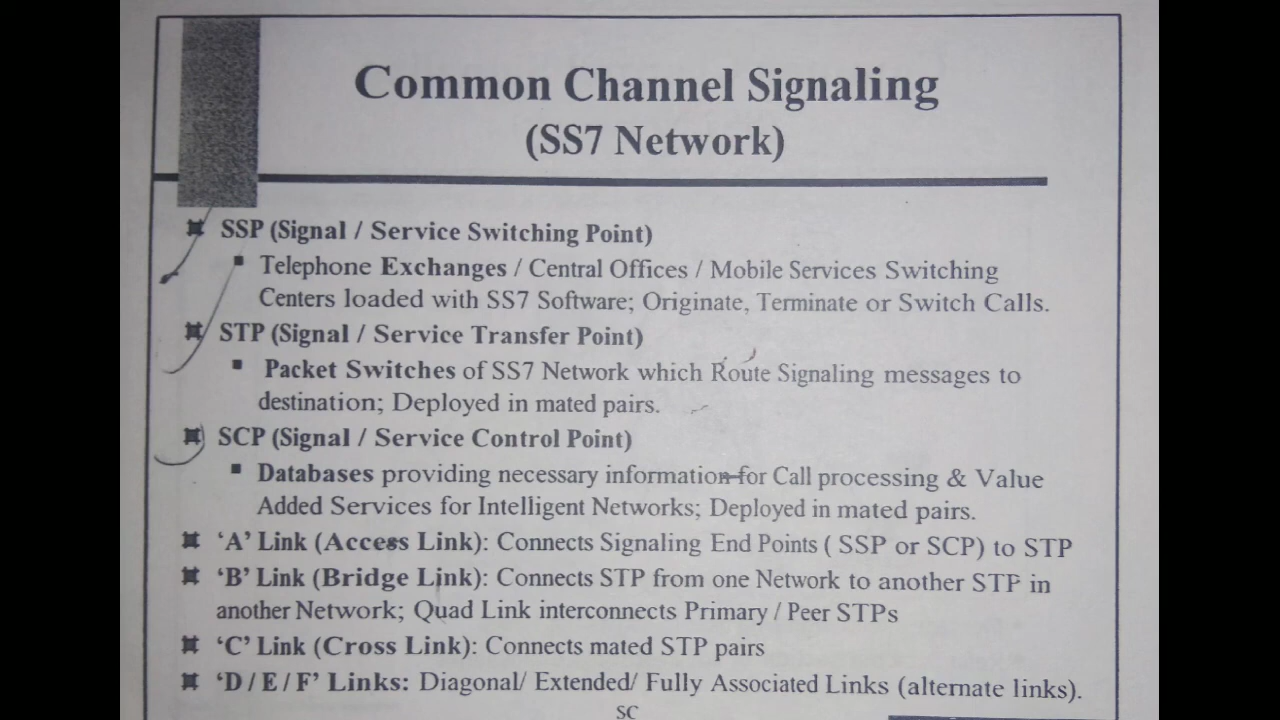 Common Channel Signaling
(SS7 Network)
SSP (Signal / Service Switching Point)
Telephone Exchanges / Central Offices / Mobile Services Switching
Centers loaded with SS7 Software; Originate, Terminate or Switch Calls.
STP (Signal / Service Transfer Point)
Packet Switches of SS7 Network which Route Signaling messages to
destination; Deployed in mated pairs.
SCP (Signal / Service Control Point)
Databases providing necessary information for Call processing & Value
Added Services for Intelligent Networks; Deployed in mated pairs.
‘A’ Link (Access Link): Connects Signaling End Points ( SSP or SCP) to STP
‘B’ Link (Bridge Link): Connects STP from one Network to another STP in
another Network; Quad Link interconnects Primary / Peer STPs
‘C’ Link (Cross Link): Connects mated STP pairs
‘D / E / F’ Links: Diagonal/ Extended/ Fully Associated Links (alternate links).
SC